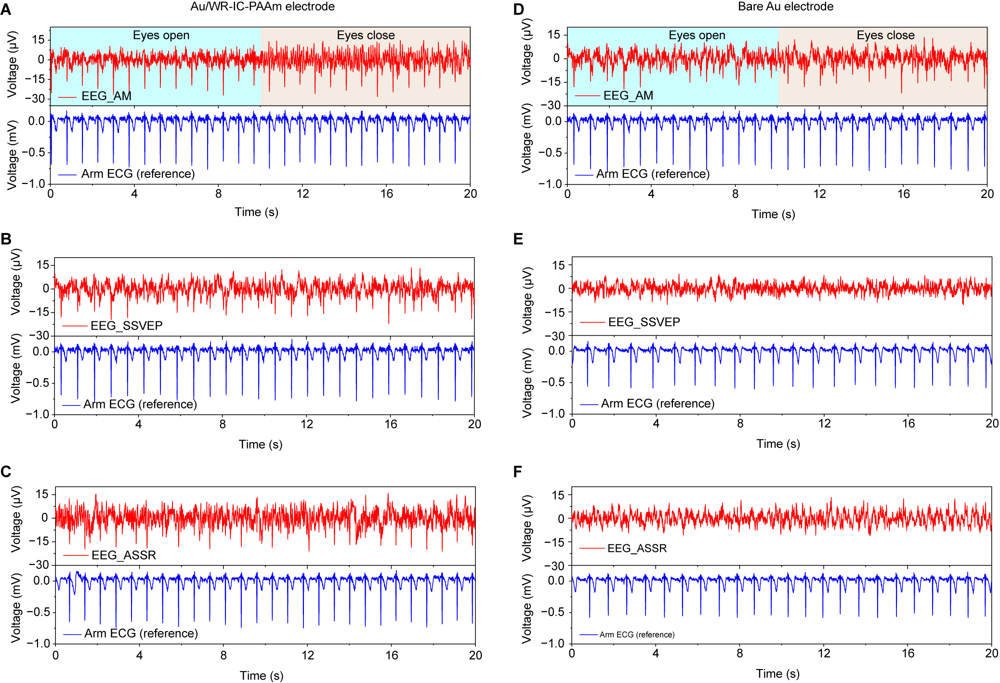 A
Au/WR-IC-PAAm electrode
Voltage (µV)
15
0
−15
−30
Eyes open
Eyes close
EEG_AM
Voltage (mV)
0.0
−0.5
−1.0
Arm ECG (reference)
0 4 8 12 16 20
Time (s)
D
Bare Au electrode
Voltage (µV)
15
0
−15
−30
Eyes open
Eyes close
EEG_AM
Voltage (mV)
0.0
−0.5
−1.0
Arm ECG (reference)
0 4 8 12 16 20
Time (s)
B
Voltage (µV)
15
0
−15
−30
EEG_SSVEP
Voltage (mV)
0.0
−0.5
−1.0
Arm ECG (reference)
0 4 8 12 16 20
Time (s)
E
Voltage (µV)
15
0
−15
−30
EEG_SSVEP
Voltage (mV)
0.0
−0.5
−1.0
Arm ECG (reference)
0 4 8 12 16 20
Time (s)
C
Voltage (µV)
15
0
−15
−30
EEG_ASSR
Voltage (mV)
0.0
−0.5
−1.0
Arm ECG (reference)
0 4 8 12 16 20
Time (s)
F
Voltage (µV)
15
0
−15
−30
EEG_ASSR
Voltage (mV)
0.0
−0.5
−1.0
Arm ECG (reference)
0 4 8 12 16 20
Time (s)